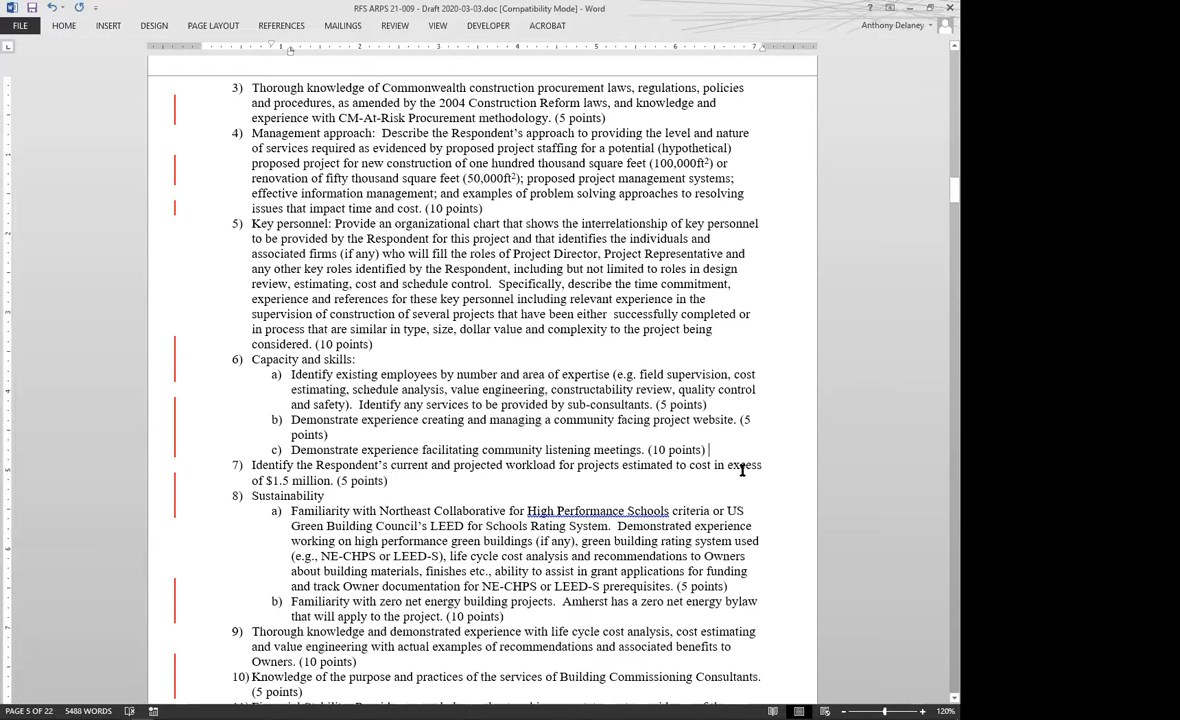 RFS ARPS 21-009 - Draft 2020-03-03.doc [Compatibility Mode] - Word
FILE HOME INSERT DESIGN PAGE LAYOUT REFERENCES MAILINGS REVIEW VIEW DEVELOPER ACROBAT Anthony Delaney
3) Thorough knowledge of Commonwealth construction procurement laws, regulations, policies
and procedures, as amended by the 2004 Construction Reform laws, and knowledge and
experience with CM-At-Risk Procurement methodology. (5 points)
4) Management approach: Describe the Respondent's approach to providing the level and nature
of services required as evidenced by proposed project staffing for a potential (hypothetical)
proposed project for new construction of one hundred thousand square feet (100,000ft²) or
renovation of fifty thousand square feet (50,000ft²); proposed project management systems;
effective information management; and examples of problem solving approaches to resolving
issues that impact time and cost. (10 points)
5) Key personnel: Provide an organizational chart that shows the interrelationship of key personnel
to be provided by the Respondent for this project and that identifies the individuals and
associated firms (if any) who will fill the roles of Project Director, Project Representative and
any other key roles identified by the Respondent, including but not limited to roles in design
review, estimating, cost and schedule control. Specifically, describe the time commitment,
experience and references for these key personnel including relevant experience in the
supervision of construction of several projects that have been either successfully completed or
in process that are similar in type, size, dollar value and complexity to the project being
considered. (10 points)
6) Capacity and skills:
a) Identify existing employees by number and area of expertise (e.g. field supervision, cost
estimating, schedule analysis, value engineering, constructability review, quality control
and safety). Identify any services to be provided by sub-consultants. (5 points)
b) Demonstrate experience creating and managing a community facing project website. (5
points)
c) Demonstrate experience facilitating community listening meetings. (10 points)
7) Identify the Respondent's current and projected workload for projects estimated to cost in excess
of $1.5 million. (5 points)
8) Sustainability
a) Familiarity with Northeast Collaborative for High Performance Schools criteria or US
Green Building Council's LEED for Schools Rating System. Demonstrated experience
working on high performance green buildings (if any), green building rating system used
(e.g., NE-CHPS or LEED-S), life cycle cost analysis and recommendations to Owners
about building materials, finishes etc., ability to assist in grant applications for funding
and track Owner documentation for NE-CHPS or LEED-S prerequisites. (5 points)
b) Familiarity with zero net energy building projects. Amherst has a zero net energy bylaw
that will apply to the project. (10 points)
9) Thorough knowledge and demonstrated experience with life cycle cost analysis, cost estimating
and value engineering with actual examples of recommendations and associated benefits to
Owners. (10 points)
10) Knowledge of the purpose and practices of the services of Building Commissioning Consultants.
(5 points)
PAGE 5 OF 22 5488 WORDS 120%